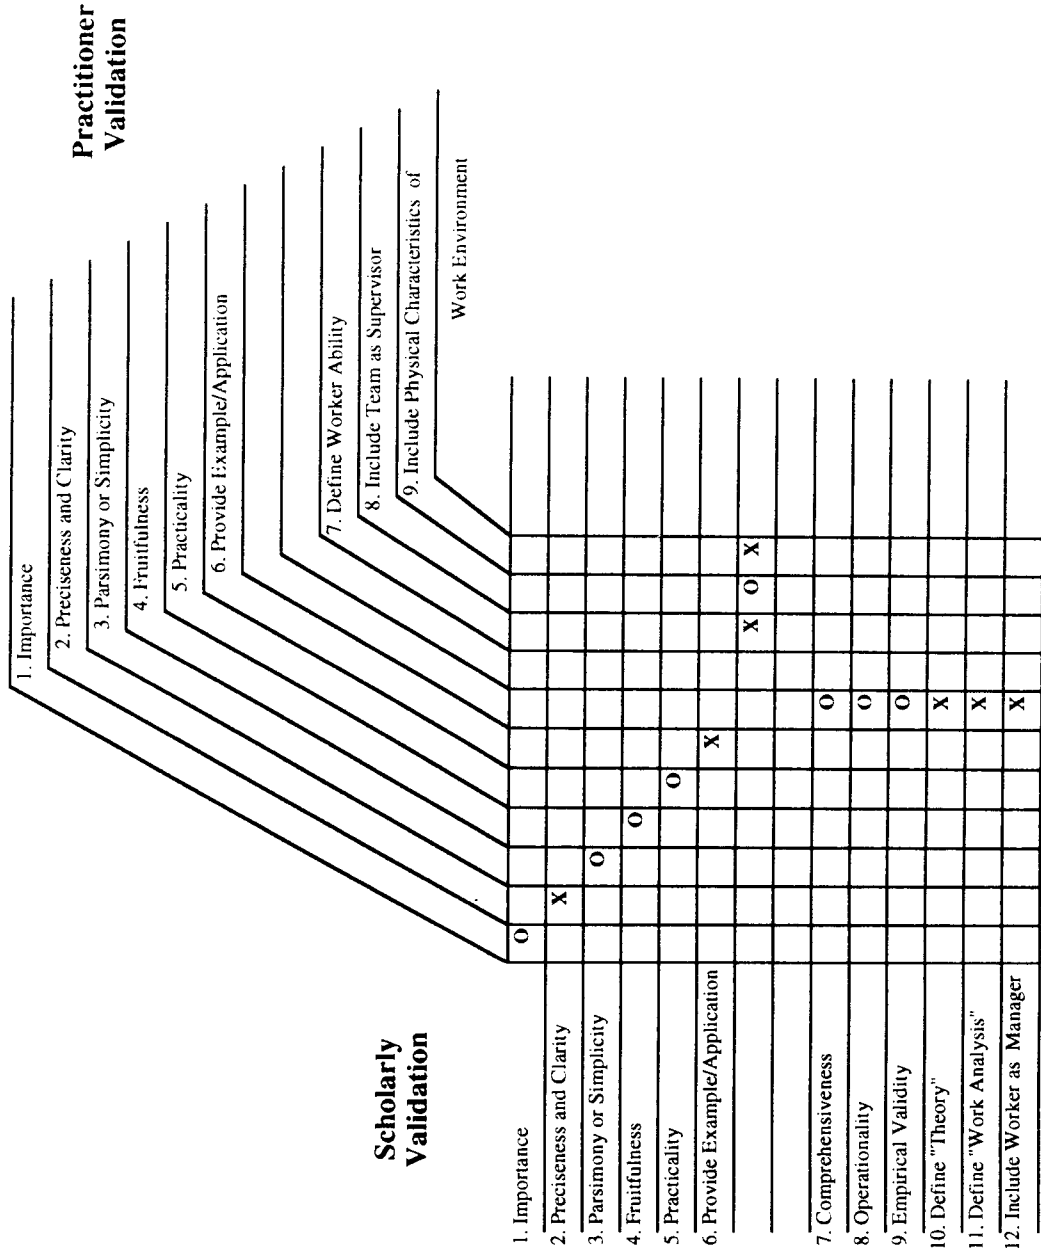 Practitioner
Validation
1. Importance
2. Preciseness and Clarity
3. Parsimony or Simplicity
4. Fruitfulness
5. Practicality
6. Provide Example/Application
7. Define Worker Ability
8. Include Team as Supervisor
9. Include Physical Characteristics of
Work Environment
Scholarly
Validation
1. Importance
O
2. Preciseness and Clarity
X
3. Parsimony or Simplicity
O
4. Fruitfulness
O
5. Practicality
O
6. Provide Example/Application
X
X O X
7. Comprehensiveness
O
8. Operationality
O
9. Empirical Validity
O
10. Define "Theory"
X
11. Define "Work Analysis"
X
12. Include Worker as Manager
X